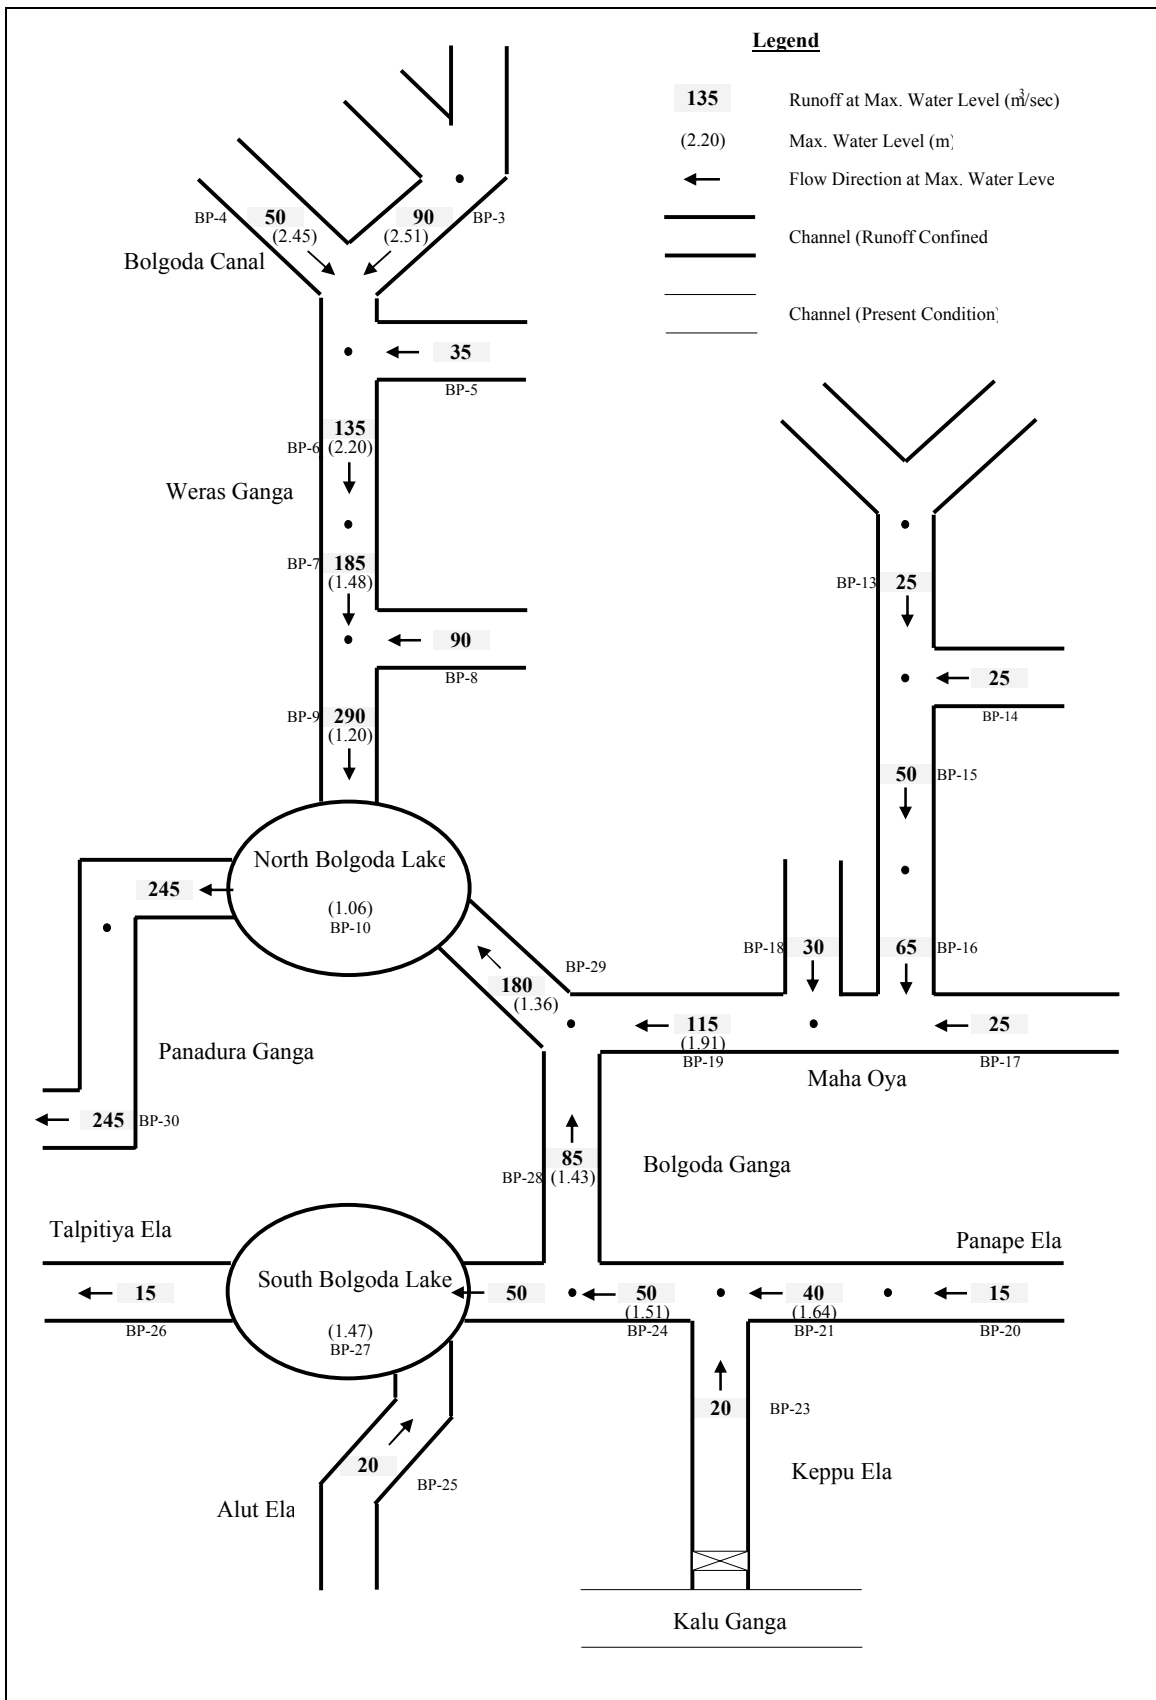 Legend
135 Runoff at Max. Water Level (m3/sec)
(2.20) Max. Water Level (m)
Flow Direction at Max. Water Leve
Channel (Runoff Confined
Channel (Present Condition)
BP-4 50 90 BP-3
(2.45) (2.51)
Bolgoda Canal
35
BP-5
135
BP-6 (2.20)
Weras Ganga
BP-7 185
(1.48)
90
BP-8
BP-9 290
(1.20)
BP-13 25
25
BP-14
50 BP-15
North Bolgoda Lake
245
(1.06)
BP-10
BP-18 30 65 BP-16
BP-29
180
(1.36)
115 25
(1.91)
BP-19 BP-17
Panadura Ganga
Maha Oya
245 BP-30
85
BP-28 (1.43)
Bolgoda Ganga
Talpitiya Ela
Panape Ela
South Bolgoda Lake
15 50 50 40 15
(1.51) (1.64)
BP-26 (1.47) BP-24 BP-21 BP-20
BP-27
20 BP-23
20
BP-25
Keppu Ela
Alut Ela
Kalu Ganga